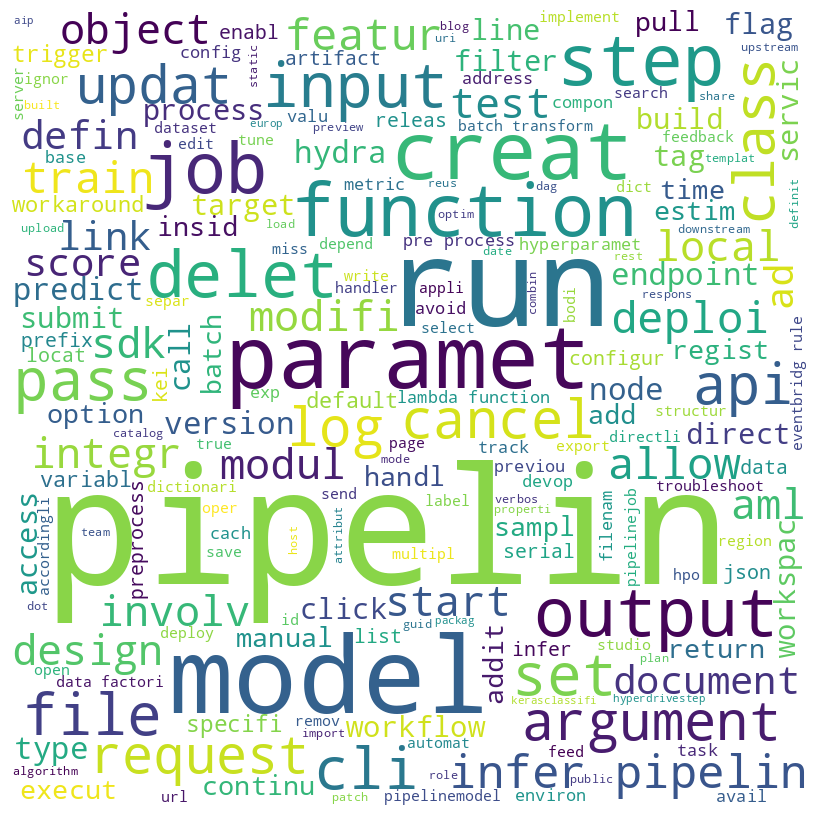 aip
object
enabl
featur
blog
uri
line
implement
pull
flag
upstream
trigger
config
static
artifact
filter
address
step
search
share
server
ignor
updat
input
test
compon
build
servic
built
process
valu
releas
batch transform
feedback
defin
dataset
edit
europ
tune
preview
hydra
creat
class
tag
templat
base
job
metric
reus
dag
dict
time
train
target
function
optim
estim
definit
workaround
upload
link
insid
load
miss
depend
pre process
date
hyperparamet
downstream
rest
local
score
delet
run
write
handler
appli
combin
bodi
endpoint
respons
ad
predict
separ
avoid
submit
modifi
select
deploi
prefix
sdk
call
batch
paramet
configur
regist
eventbridg rule
locat
kei
pass
exp
default
lambda function
node
api
structur
option
version
log
cancel
add
direct
catalog
true
page
mode
track
export
directli
integr
modul
handl
previou
allow
data
variabl
send
devop
troubleshoot
access
accordingli
preprocess
dictionari
oper
label
verbos
properti
filenam
pipelinejob
aml
pipelin
cach
host
attribut
sampl
region
team
save
multipl
serial
hpo
json
workspac
dot
involv
click
start
output
id
guid
packag
design
deploy
manual
list
addit
infer
studio
return
open
model
set
plan
document
data factori
kerasclassifi
hyperdrivestep
file
specifi
remov
workflow
argument
import
type
request
automat
feed
task
algorithm
cli
role
infer pipelin
public
execut
continu
url
patch
pipelinemodel
environ
avail